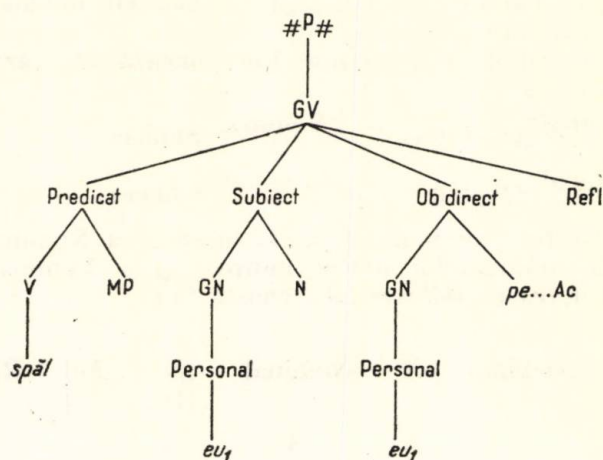 #P#
GV
Predicat Subiect Ob direct Refl
V MP GN N GN pe...Ac
spăl Personal Personal
eu₁ eu₁